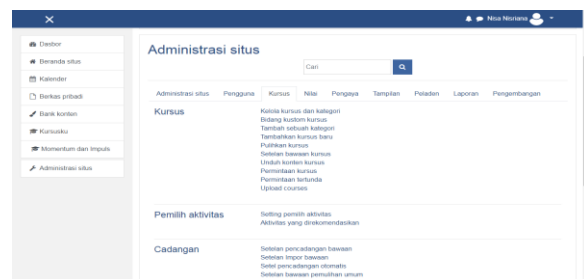 Nisa Nisriana
Dasbor
Beranda situs
Kalender
Berkas pribadi
Bank konten
Kursusku
Momentum dan Impuls
Administrasi situs
Administrasi situs
Cari
Administrasi situs Pengguna Kursus Nilai Pengaya Tampilan Peladen Laporan Pengembangan
Kursus
Kelola kursus dan kategori
Bidang kustom kursus
Tambah sebuah kategori
Tambahkan kursus baru
Pulihkan kursus
Setelan bawaan kursus
Unduh konten kursus
Permintaan kursus
Permintaan tertunda
Upload courses
Pemilih aktivitas
Setting pemilih aktivitas
Aktivitas yang direkomendasikan
Cadangan
Setelan pencadangan bawaan
Setelan Impor bawaan
Setel pencadangan otomatis
Setelan bawaan pemulihan umum